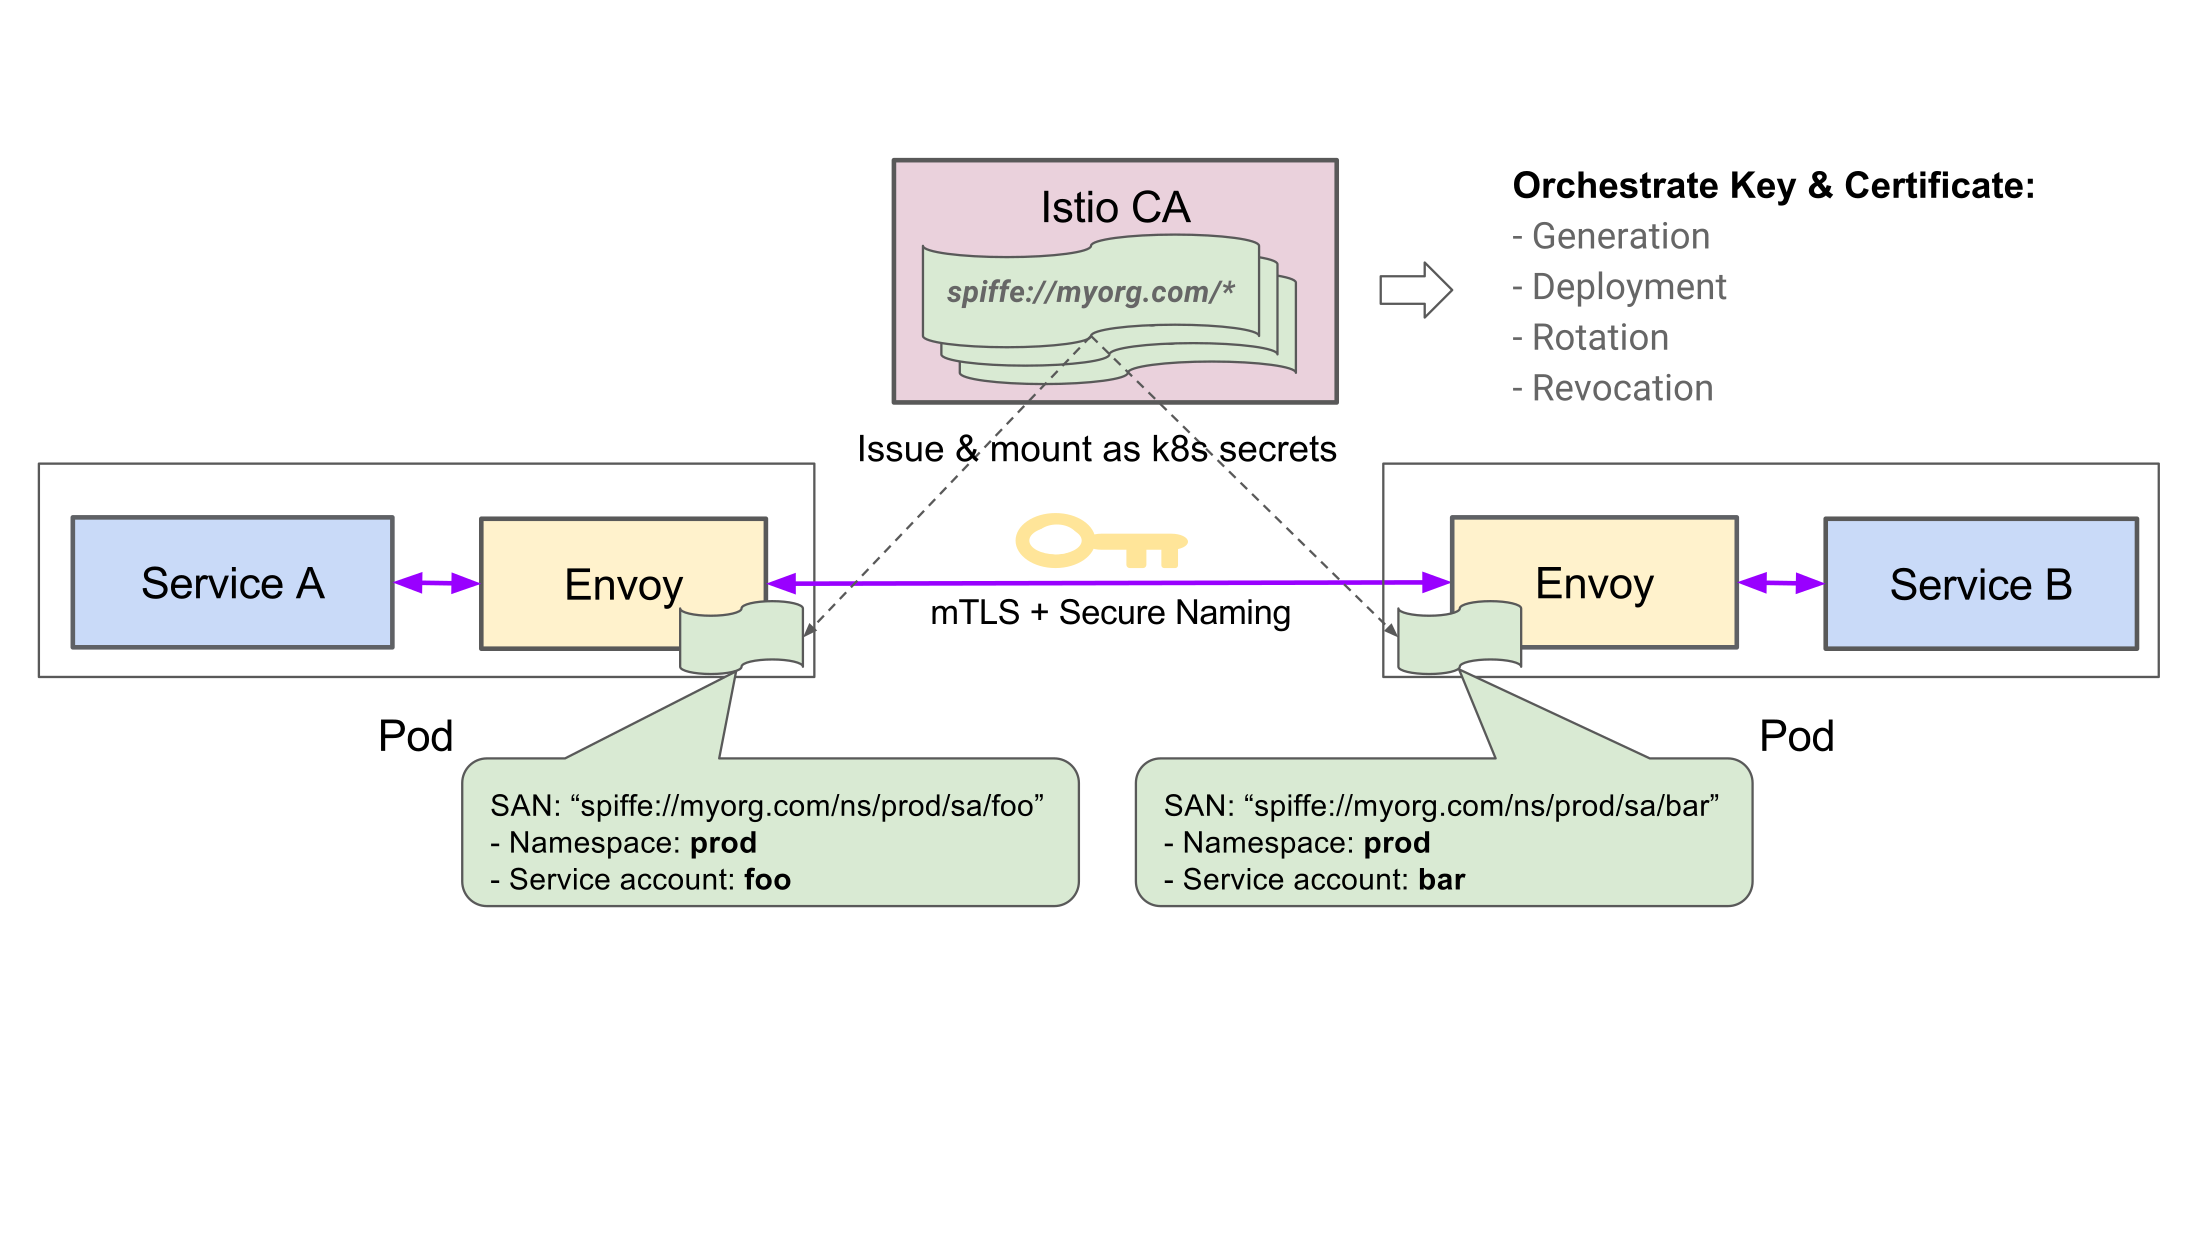 Istio CA
spiffe://myorg.com/*
Orchestrate Key & Certificate:
- Generation
- Deployment
- Rotation
- Revocation
Issue & mount as k8s secrets
Service A
Envoy
mTLS + Secure Naming
Envoy
Service B
Pod
Pod
SAN: “spiffe://myorg.com/ns/prod/sa/foo”
- Namespace: prod
- Service account: foo
SAN: “spiffe://myorg.com/ns/prod/sa/bar”
- Namespace: prod
- Service account: bar